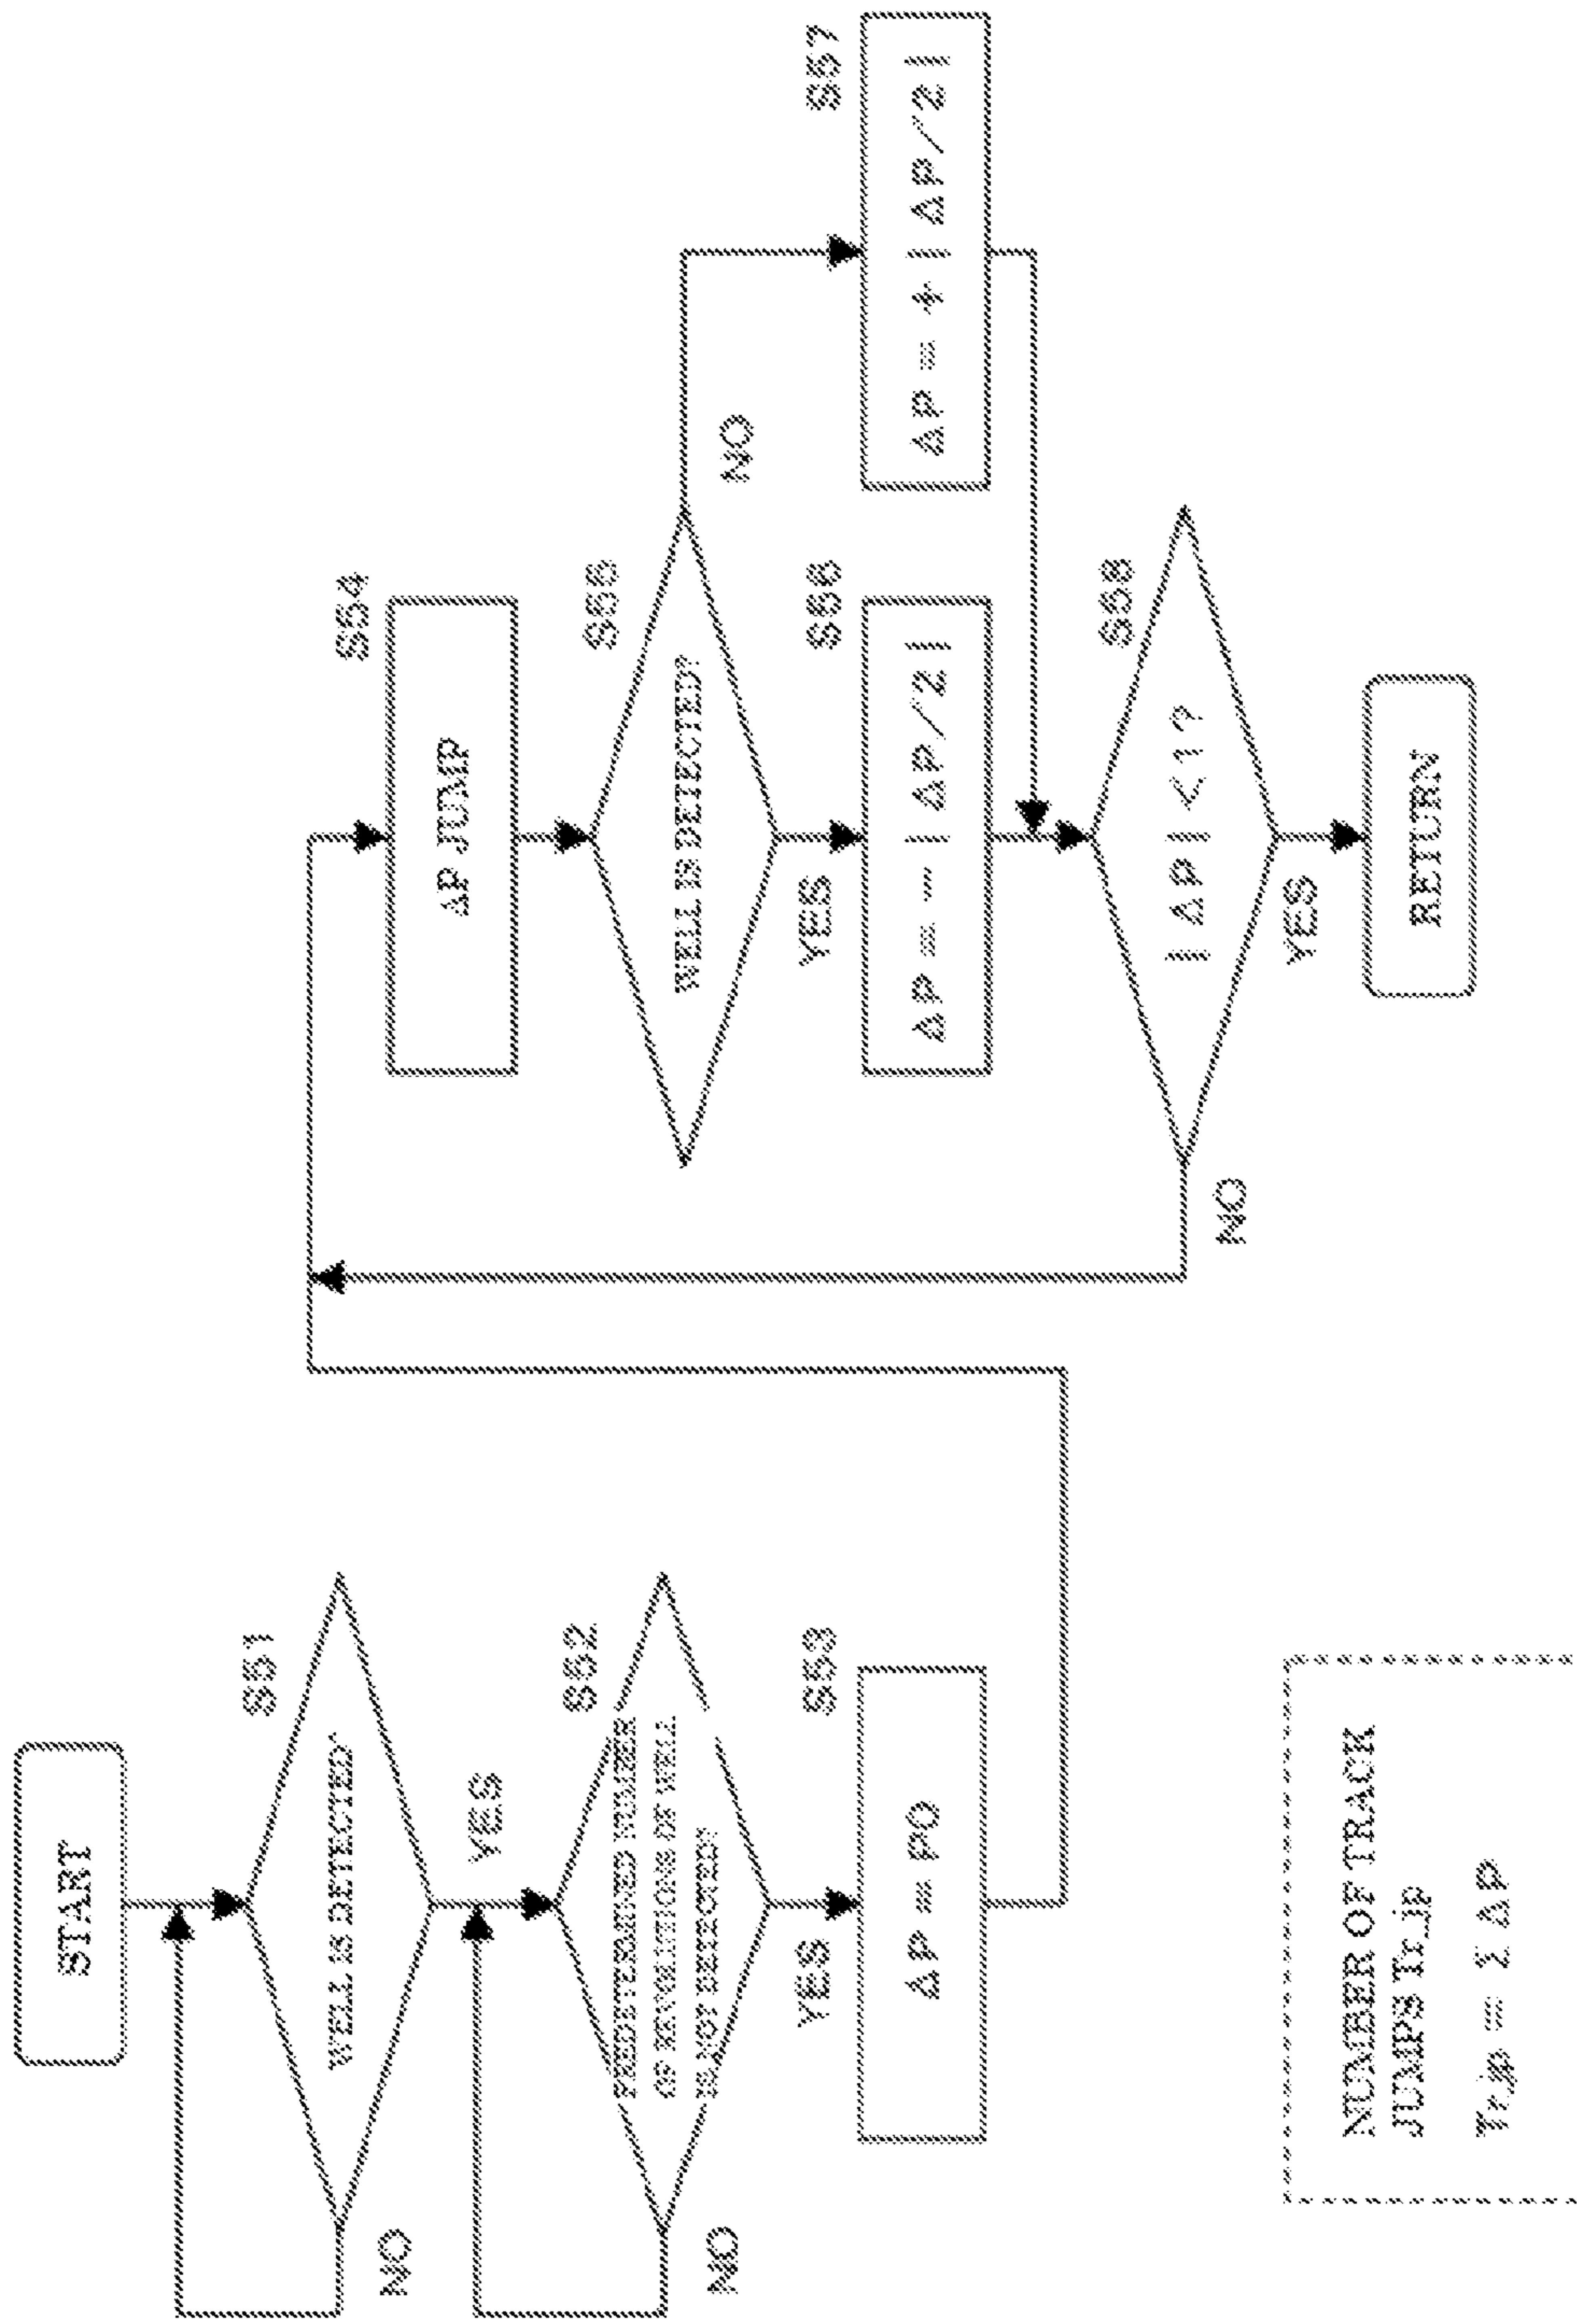 START
S51
WELL IS DETECTED?
NO
YES
S52
PREDETERMINED NUMBER
OF REVOLUTIONS OF WELL
IS NOT DETECTED?
NO
YES
S53
ΔP = P0
NUMBER OF TRACK
JUMPS Tr_jp
Tr_jp = Σ ΔP
S54
ΔP JUMP
S55
WELL IS DETECTED?
NO
YES
S56
ΔP = - | ΔP/2 |
S57
ΔP = + | ΔP/2 |
S58
| ΔP | <1 ?
NO
YES
RETURN